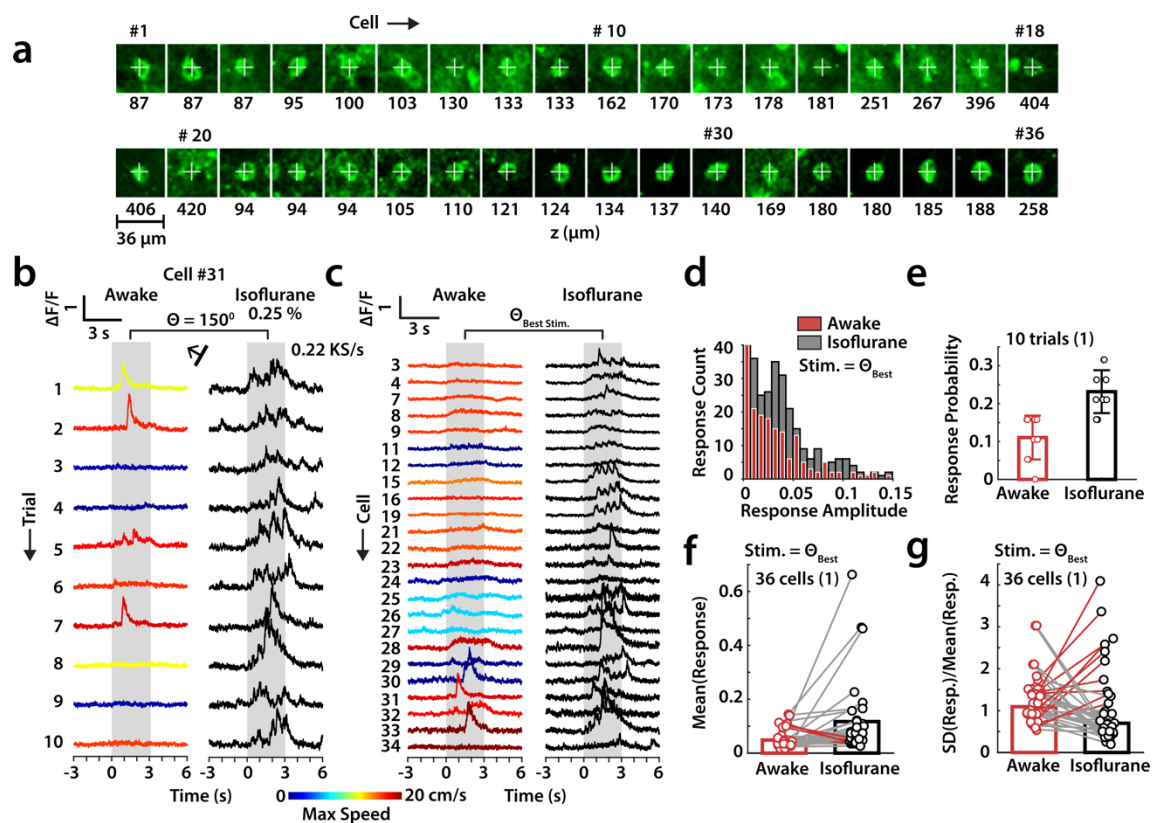 a
Cell
#1
# 10
#18
87 87 87 95 100 103 130 133 133 162 170 173 178 181 251 267 396 404
# 20
#30
#36
406 420 94 94 94 105 110 121 124 134 137 140 169 180 180 185 188 258
36 µm
z (µm)
b
Cell #31
ΔF/F
1
3 s
Awake
Isoflurane
0.25 %
Θ = 150⁰
0.22 KS/s
Trial
1
2
3
4
5
6
7
8
9
10
-3 0 3 6
-3 0 3 6
Time (s)
c
ΔF/F
1
3 s
Awake
Isoflurane
Θ Best Stim.
Cell
3
4
7
8
9
11
12
15
16
19
21
22
23
24
25
26
27
28
29
30
31
32
33
34
-3 0 3 6
-3 0 3 6
Time (s)
0 20 cm/s
Max Speed
d
Awake
Isoflurane
Stim. = Θ Best
Response Count
40
20
0
0 0.05 0.1 0.15
Response Amplitude
e
10 trials (1)
Response Probability
0.3
0.2
0.1
0
Awake Isoflurane
f
Stim. = Θ Best
36 cells (1)
Mean(Response)
0.8
0.6
0.4
0.2
0
Awake Isoflurane
g
Stim. = Θ Best
36 cells (1)
SD(Resp.)/Mean(Resp.)
4
3
2
1
0
Awake Isoflurane